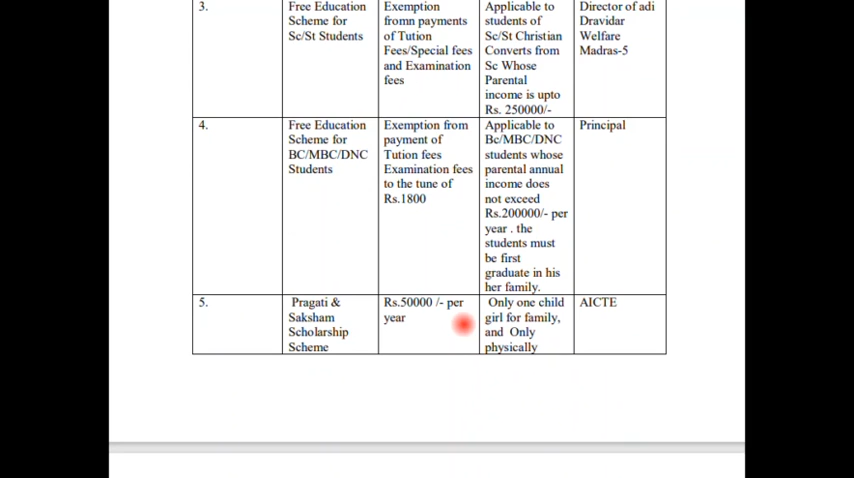 3.
Free Education
Scheme for
Sc/St Students
Exemption
fromn payments
of Tution
Fees/Special fees
and Examination
fees
Applicable to
students of
Sc/St Christian
Converts from
Sc Whose
Parental
income is upto
Rs. 250000/-
Director of adi
Dravidar
Welfare
Madras-5
4.
Free Education
Scheme for
BC/MBC/DNC
Students
Exemption from
payment of
Tution fees
Examination fees
to the tune of
Rs.1800
Applicable to
Bc/MBC/DNC
students whose
parental annual
income does
not exceed
Rs.200000/- per
year . the
students must
be first
graduate in his
her family.
Principal
5.
Pragati &
Saksham
Scholarship
Scheme
Rs.50000 /- per
year
Only one child
girl for family,
and Only
physically
AICTE